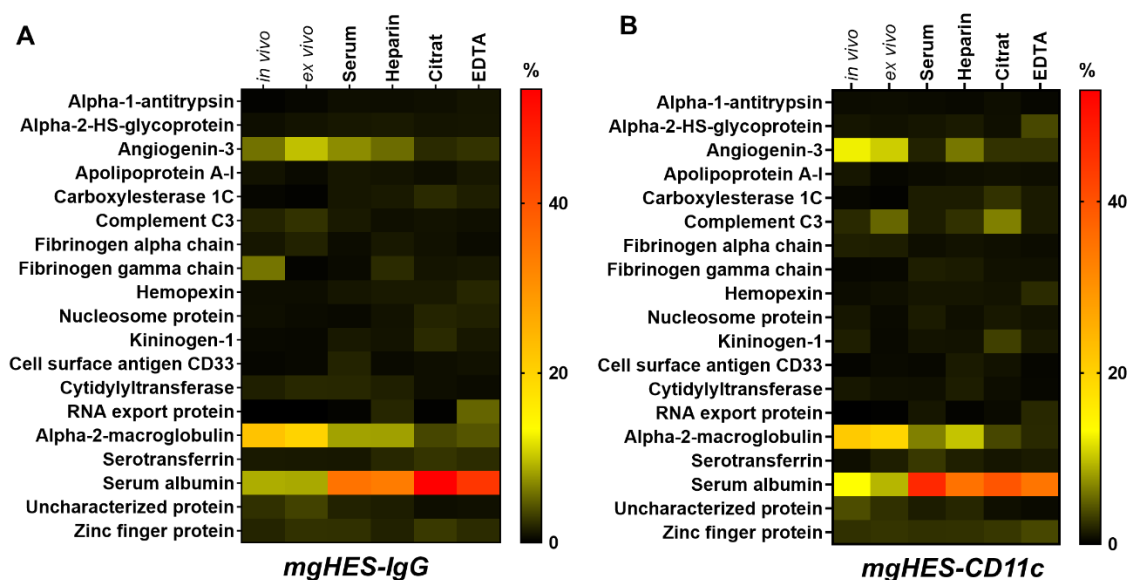 A
in vivo
ex vivo
Serum
Heparin
Citrat
EDTA
%
Alpha-1-antitrypsin
Alpha-2-HS-glycoprotein
Angiogenin-3
Apolipoprotein A-I
Carboxylesterase 1C
Complement C3
Fibrinogen alpha chain
Fibrinogen gamma chain
Hemopexin
Nucleosome protein
Kininogen-1
Cell surface antigen CD33
Cytidylyltransferase
RNA export protein
Alpha-2-macroglobulin
Serotransferrin
Serum albumin
Uncharacterized protein
Zinc finger protein
40
20
0
mgHES-IgG
B
in vivo
ex vivo
Serum
Heparin
Citrat
EDTA
%
Alpha-1-antitrypsin
Alpha-2-HS-glycoprotein
Angiogenin-3
Apolipoprotein A-I
Carboxylesterase 1C
Complement C3
Fibrinogen alpha chain
Fibrinogen gamma chain
Hemopexin
Nucleosome protein
Kininogen-1
Cell surface antigen CD33
Cytidylyltransferase
RNA export protein
Alpha-2-macroglobulin
Serotransferrin
Serum albumin
Uncharacterized protein
Zinc finger protein
40
20
0
mgHES-CD11c